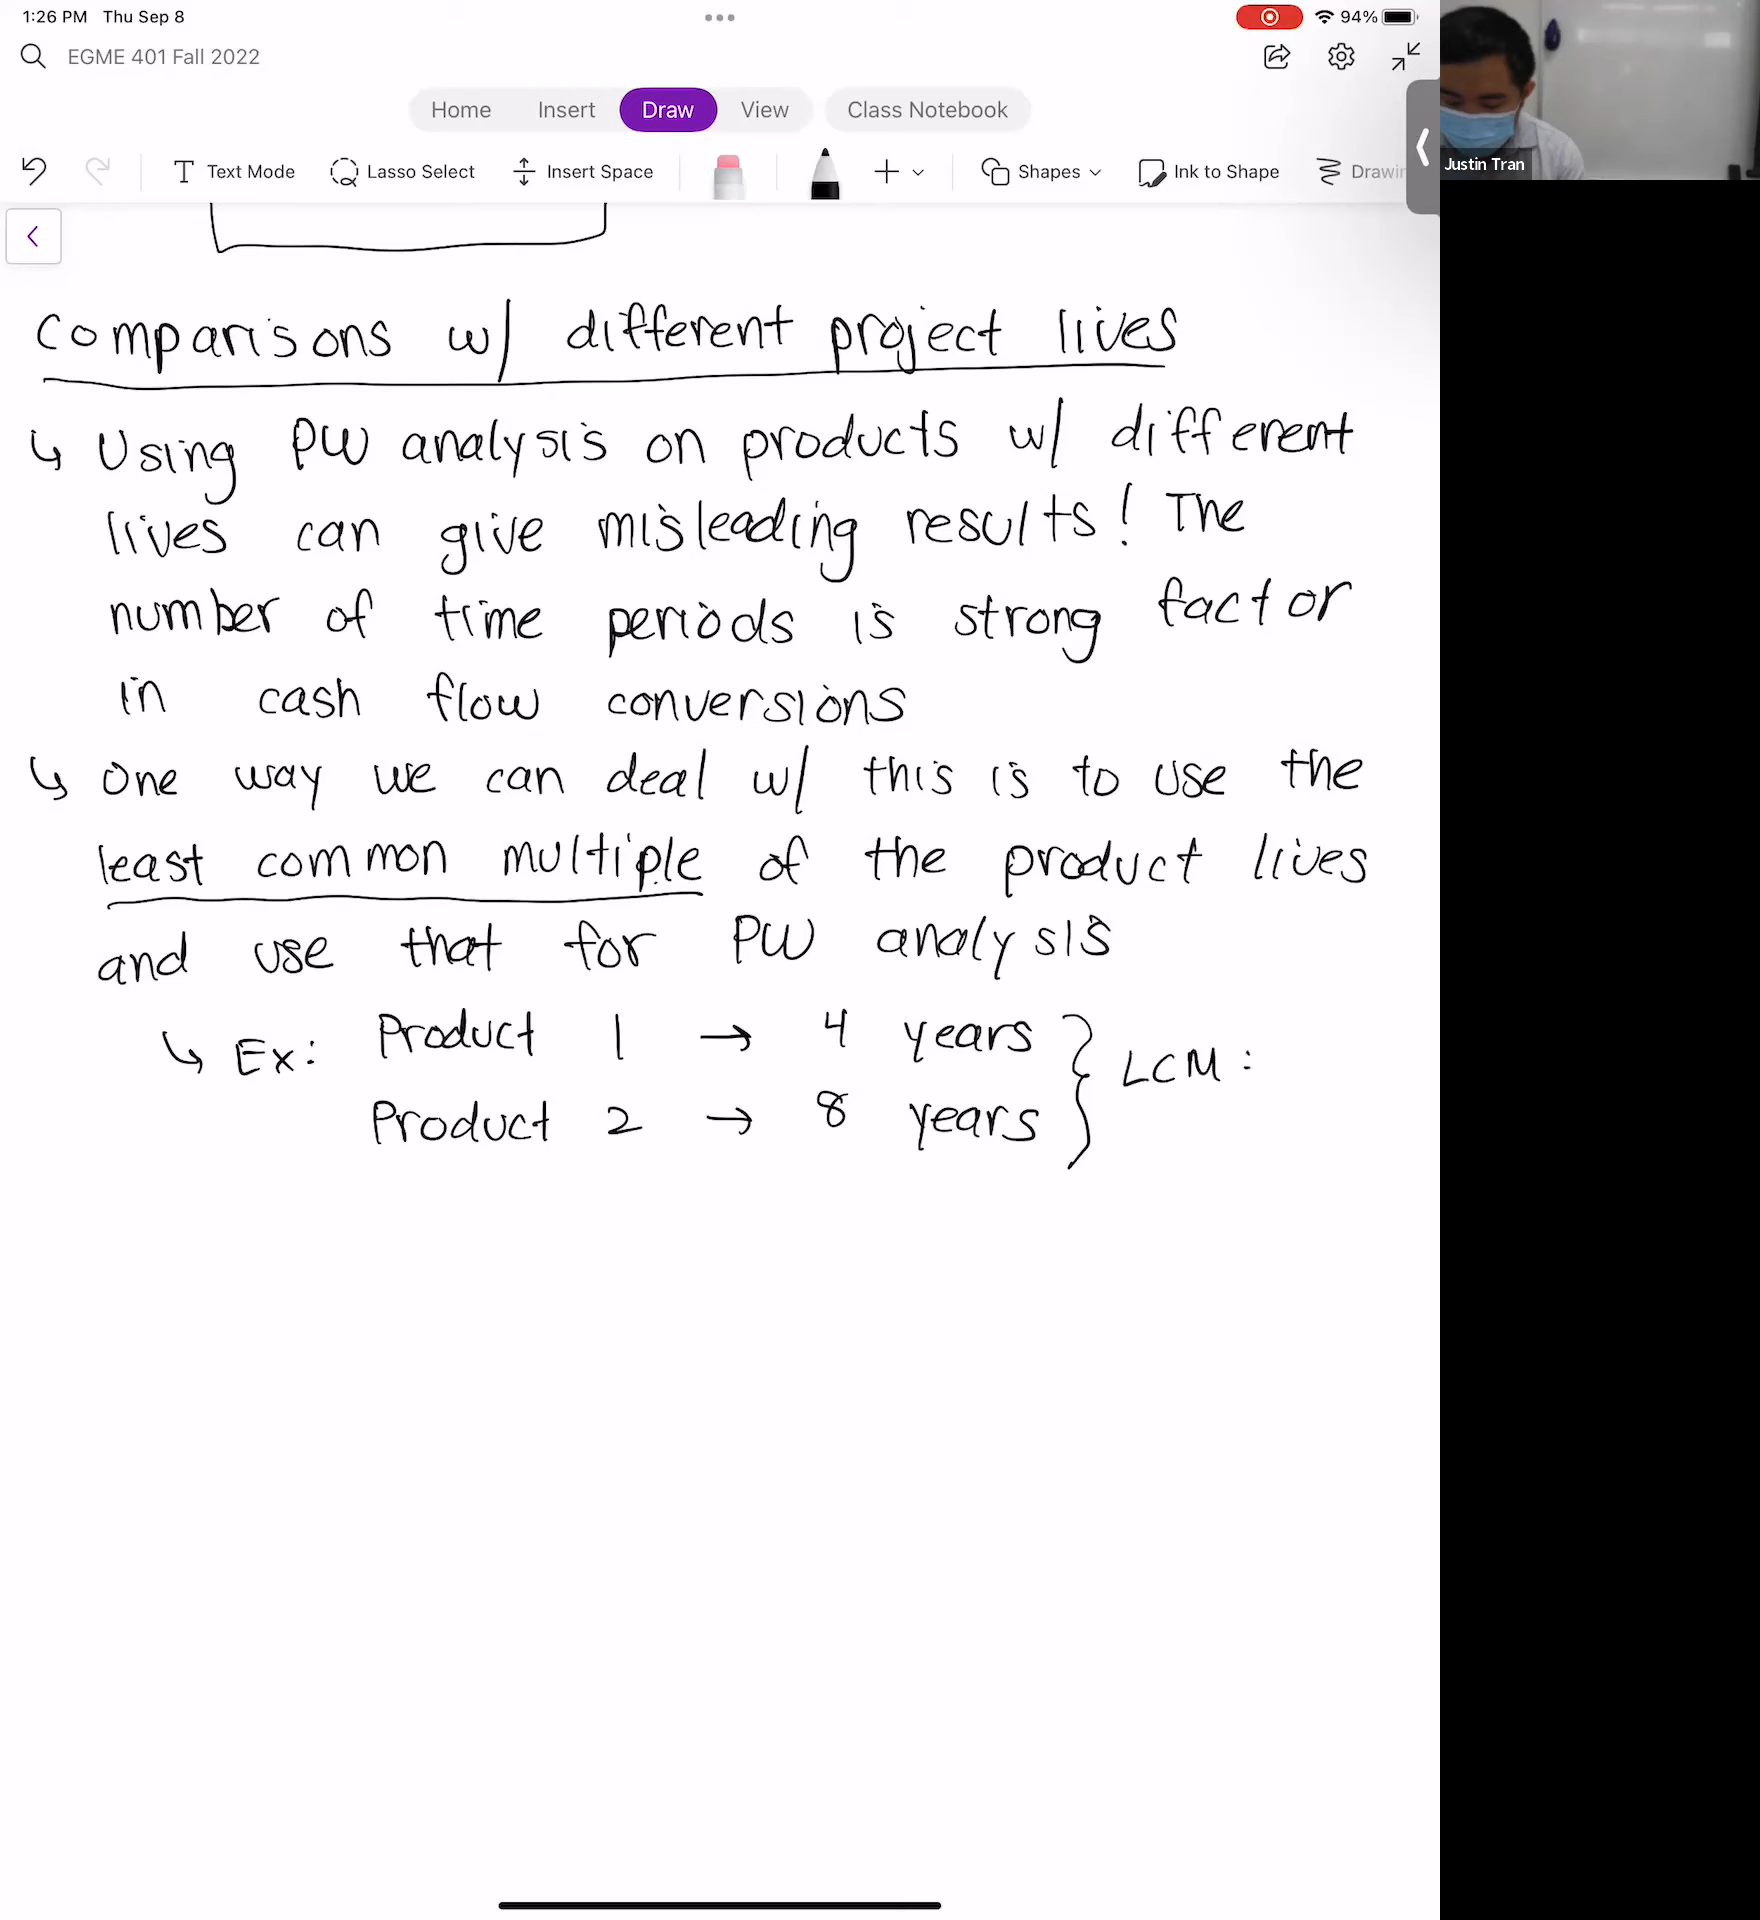 1:26 PM Thu Sep 8
94%
EGME 401 Fall 2022
Home Insert Draw View Class Notebook
Text Mode Lasso Select Insert Space Shapes Ink to Shape Drawin
Justin Tran
Comparisons w/ different project lives
↳ Using PW analysis on products w/ different
lives can give misleading results! The
number of time periods is strong factor
in cash flow conversions
↳ One way we can deal w/ this is to use the
least common multiple of the product lives
and use that for PW analysis
↳ Ex: Product 1 → 4 years } LCM:
Product 2 → 8 years